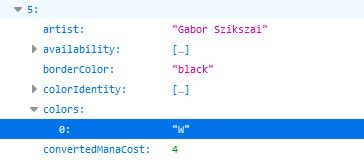 5:
artist: "Gabor Szikszai"
availability: […]
borderColor: "black"
colorIdentity: […]
colors:
0: "W"
convertedManaCost: 4